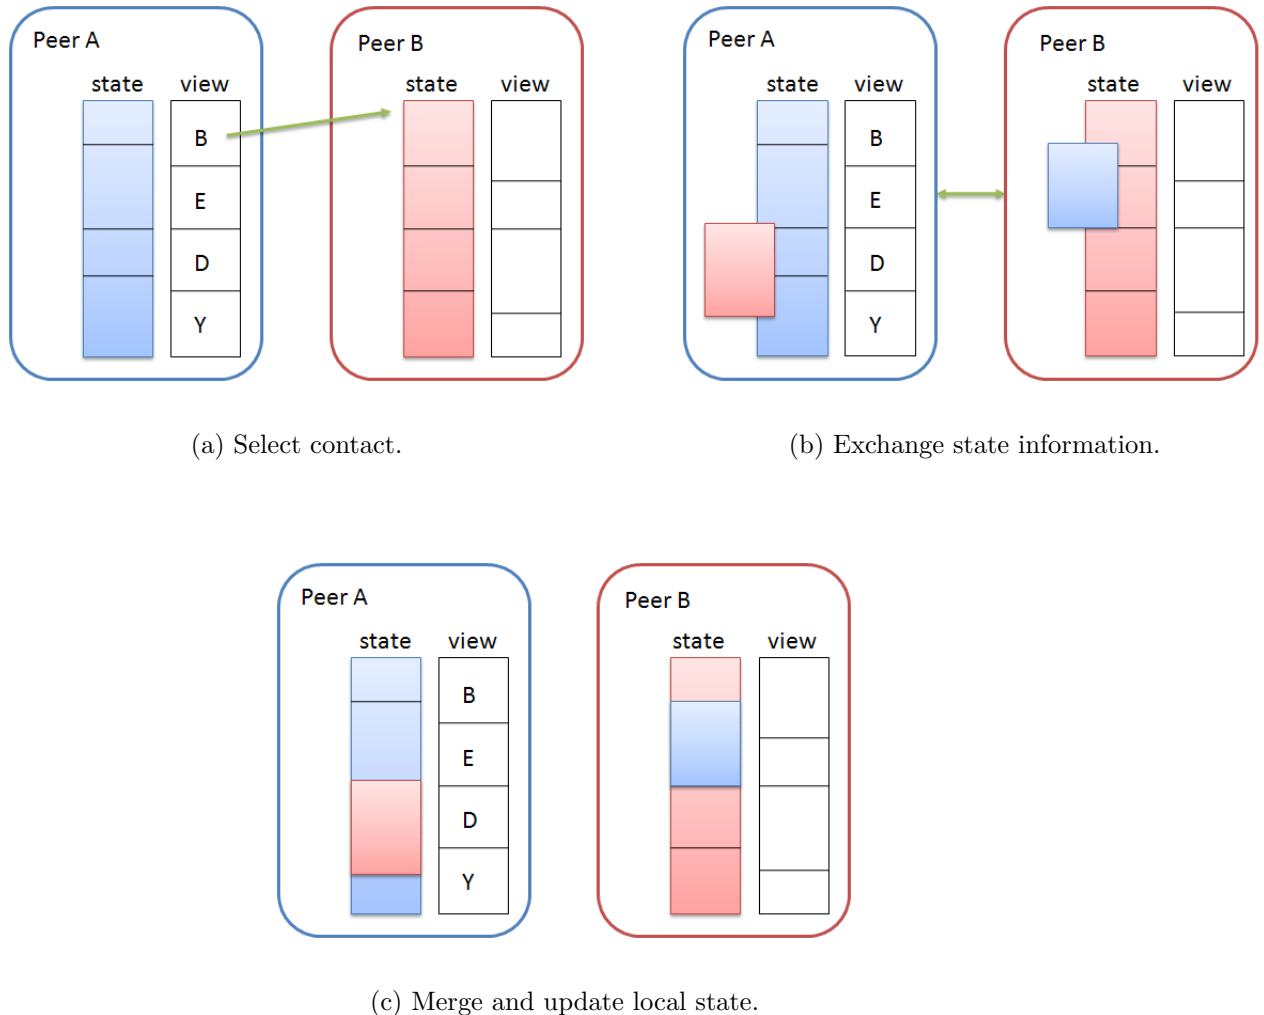 Peer A
state view
B
E
D
Y
Peer B
state view
(a) Select contact.
Peer A
state view
B
E
D
Y
Peer B
state view
(b) Exchange state information.
Peer A
state view
B
E
D
Y
Peer B
state view
(c) Merge and update local state.